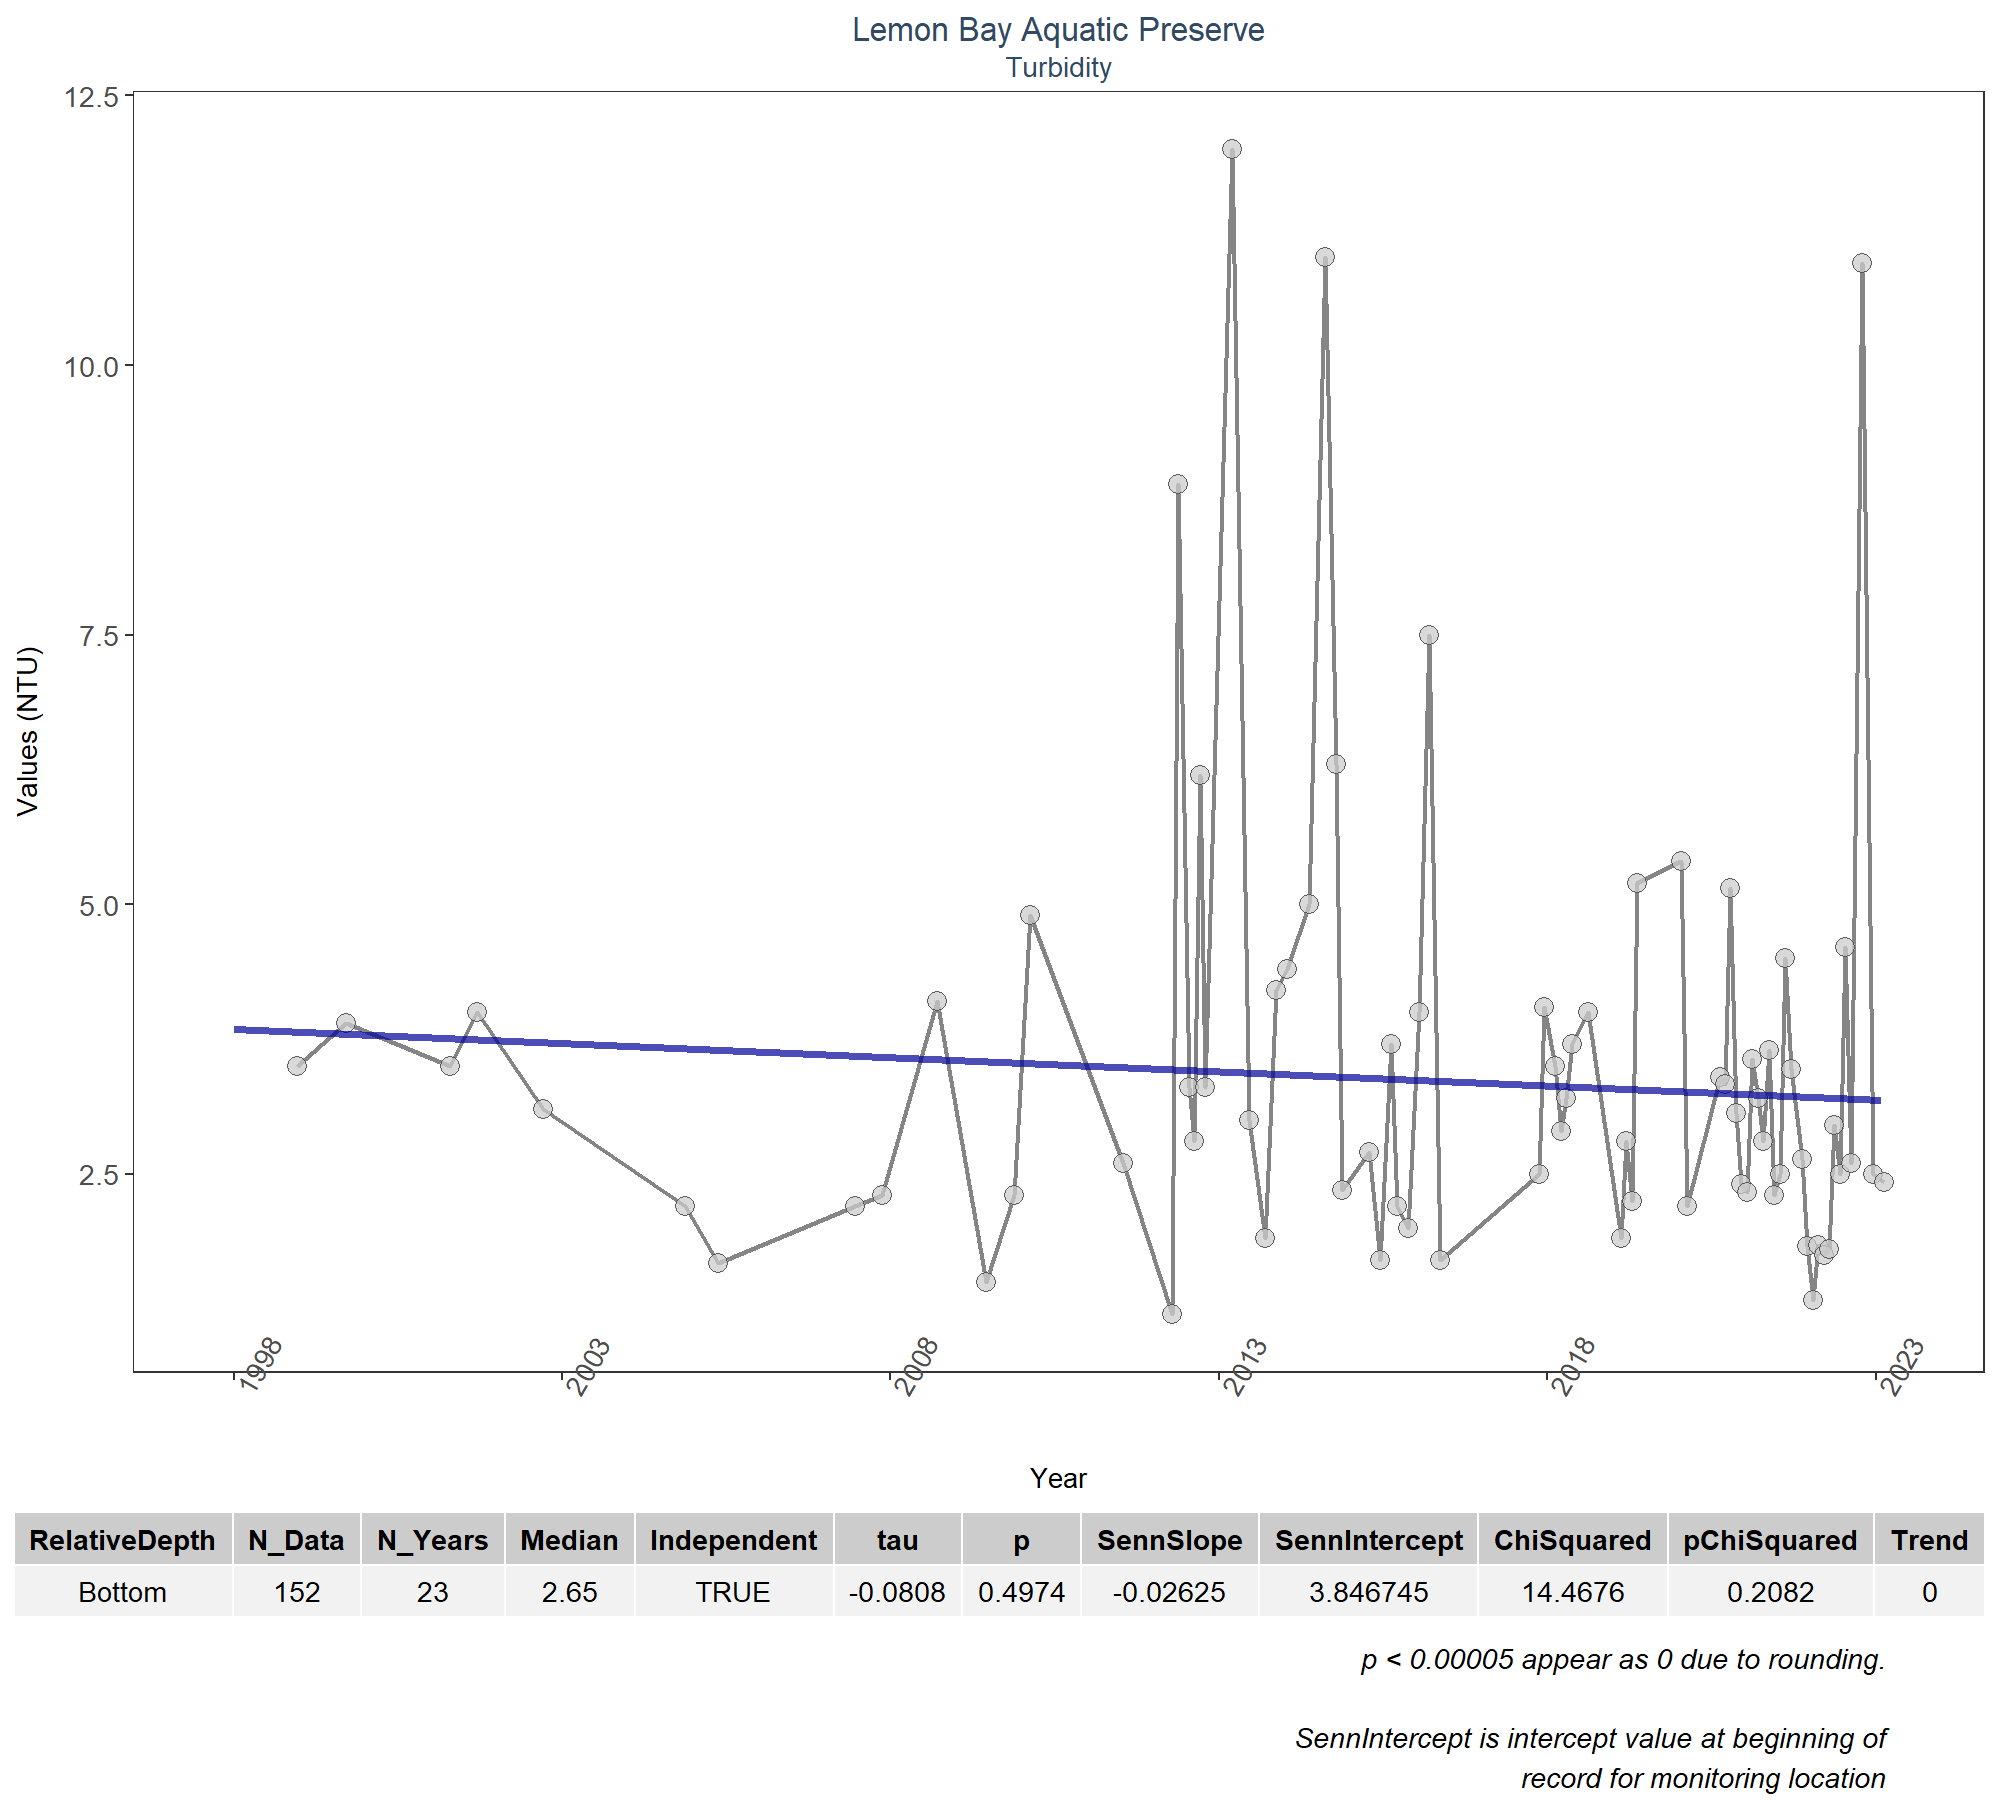 Lemon Bay Aquatic Preserve
Turbidity
12.5
10.0
7.5
5.0
2.5
Values (NTU)
1998 2003 2008 2013 2018 2023
Year
RelativeDepth N_Data N_Years Median Independent tau p SennSlope SennIntercept ChiSquared pChiSquared Trend
Bottom 152 23 2.65 TRUE -0.0808 0.4974 -0.02625 3.846745 14.4676 0.2082 0
p < 0.00005 appear as 0 due to rounding.
SennIntercept is intercept value at beginning of
record for monitoring location